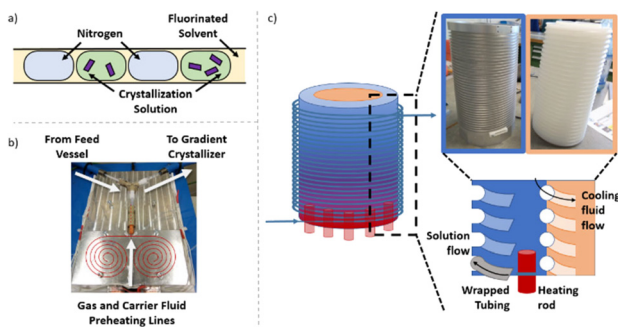 a)
Nitrogen
Fluorinated
Solvent
Crystallization
Solution
b)
From Feed
Vessel
To Gradient
Crystallizer
Gas and Carrier Fluid
Preheating Lines
c)
Cooling
fluid
flow
Solution
flow
Wrapped
Tubing
Heating
rod